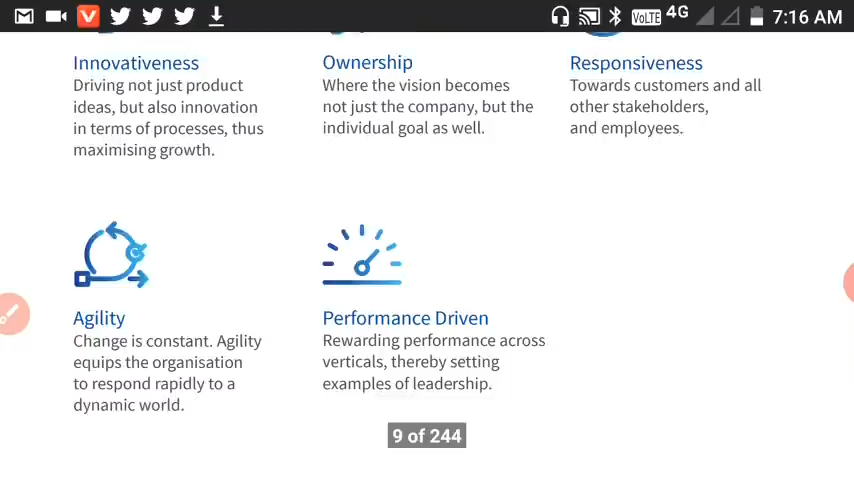 VoLTE 4G 7:16 AM
Innovativeness
Driving not just product
ideas, but also innovation
in terms of processes, thus
maximising growth.
Ownership
Where the vision becomes
not just the company, but the
individual goal as well.
Responsiveness
Towards customers and all
other stakeholders,
and employees.
Agility
Change is constant. Agility
equips the organisation
to respond rapidly to a
dynamic world.
Performance Driven
Rewarding performance across
verticals, thereby setting
examples of leadership.
9 of 244